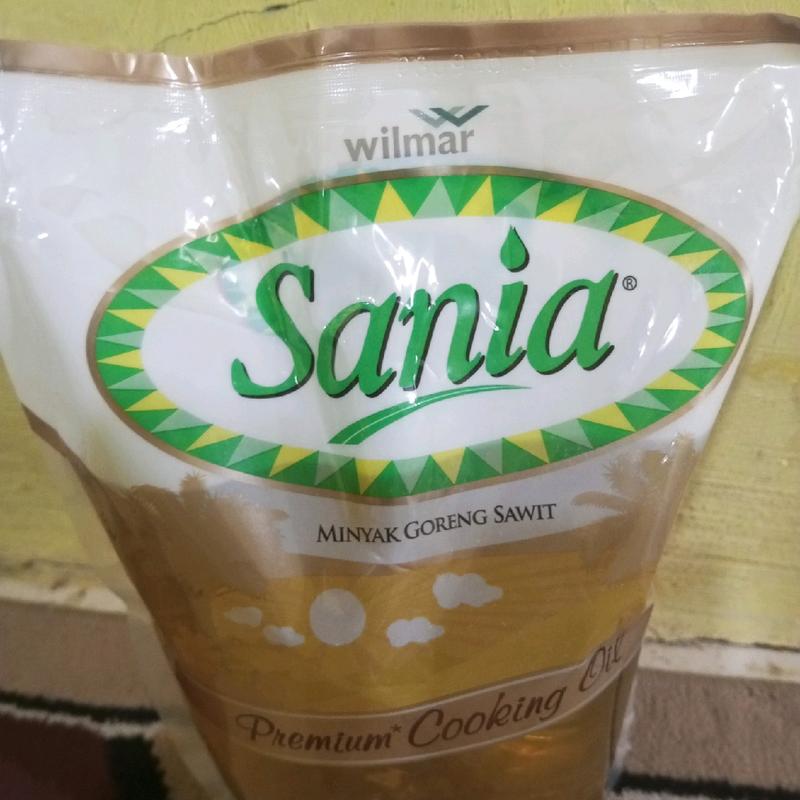 wilmar
Sania®
MINYAK GORENG SAWIT
Premium* Cooking Oil